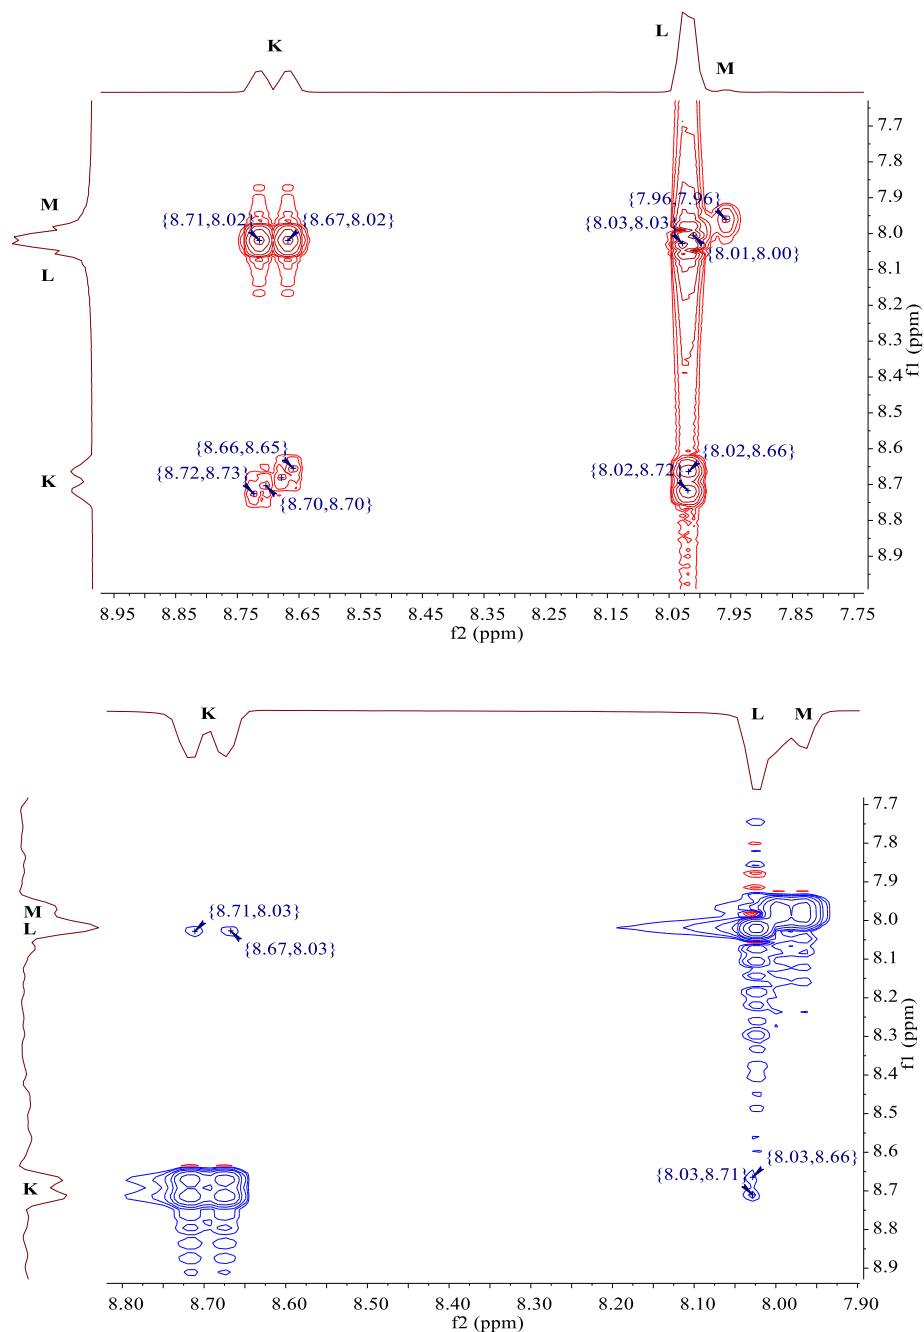 K
L
M
M
L
K
{8.71,8.02}
{8.67,8.02}
{7.96,7.96}
{8.03,8.03}
{8.01,8.00}
{8.66,8.65}
{8.72,8.73}
{8.70,8.70}
{8.02,8.66}
{8.02,8.72}
7.7
7.8
7.9
8.0
8.1
8.2
8.3
8.4
8.5
8.6
8.7
8.8
8.9
f1 (ppm)
8.95 8.85 8.75 8.65 8.55 8.45 8.35 8.25 8.15 8.05 7.95 7.85 7.75
f2 (ppm)
K
L
M
M
L
K
{8.71,8.03}
{8.67,8.03}
{8.03,8.66}
{8.03,8.71}
7.7
7.8
7.9
8.0
8.1
8.2
8.3
8.4
8.5
8.6
8.7
8.8
8.9
f1 (ppm)
8.80 8.70 8.60 8.50 8.40 8.30 8.20 8.10 8.00 7.90
f2 (ppm)